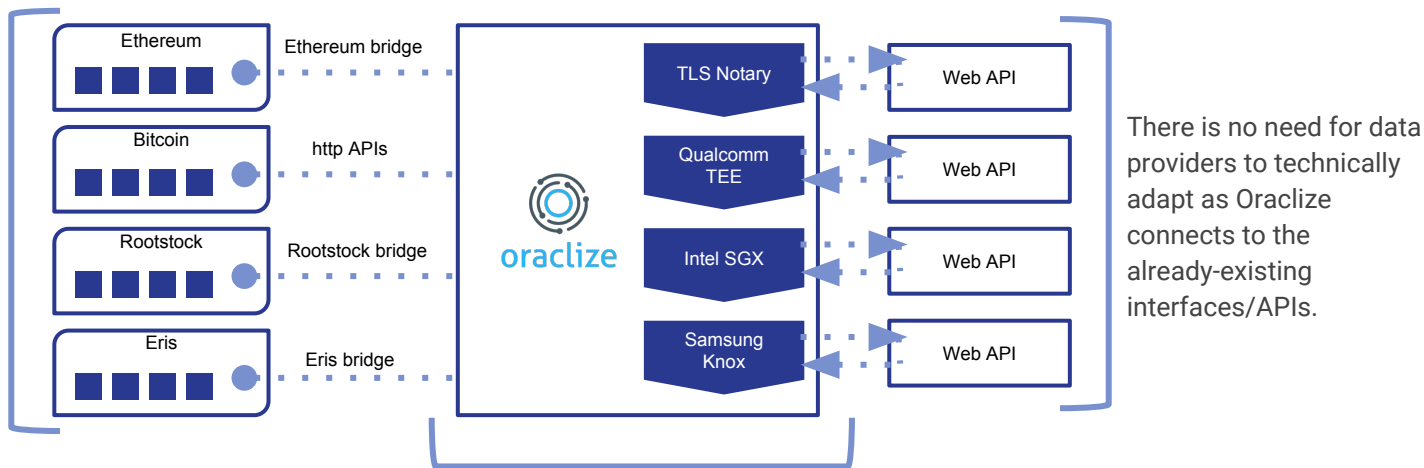 Ethereum
Ethereum bridge
Bitcoin
http APIs
Rootstock
Rootstock bridge
Eris
Eris bridge
oraclize
TLS Notary
Qualcomm
TEE
Intel SGX
Samsung
Knox
Web API
Web API
Web API
Web API
There is no need for data
providers to technically
adapt as Oraclize
connects to the
already-existing
interfaces/APIs.